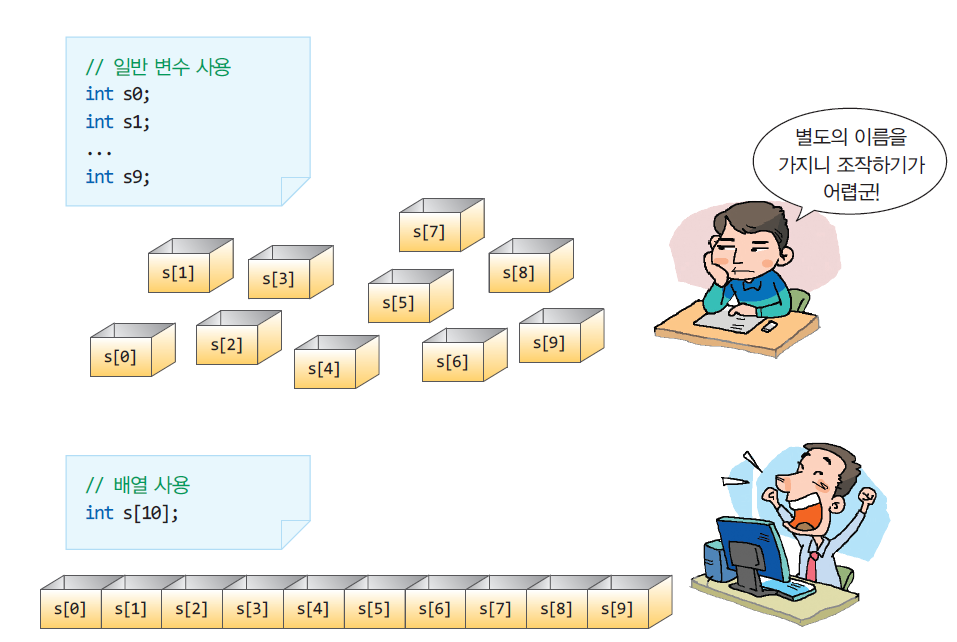 // 일반 변수 사용
int s0;
int s1;
...
int s9;
별도의 이름을
가지니 조작하기가
어렵군!
s[7]
s[1]
s[3]
s[8]
s[5]
s[0]
s[2]
s[4]
s[6]
s[9]
// 배열 사용
int s[10];
s[0] s[1] s[2] s[3] s[4] s[5] s[6] s[7] s[8] s[9]